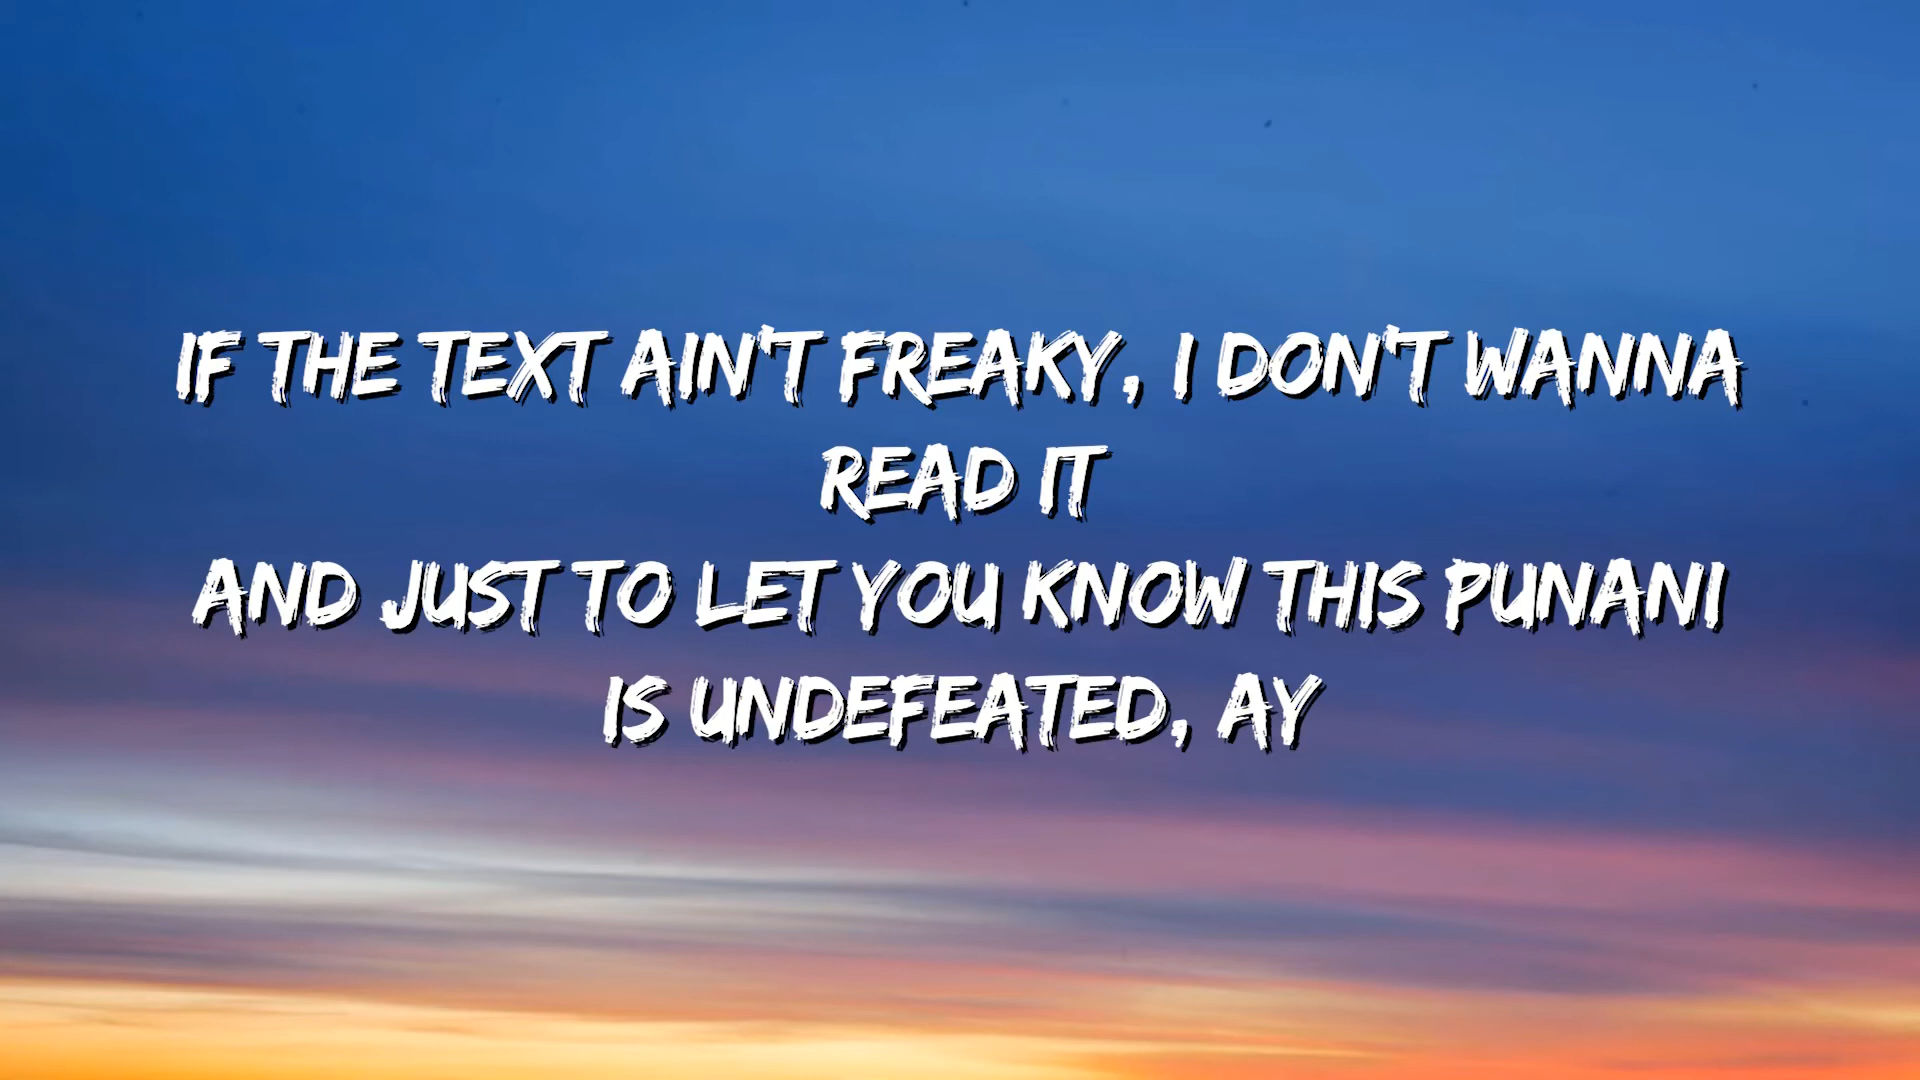 IF THE TEXT AIN'T FREAKY, I DON'T WANNA
READ IT
AND JUST TO LET YOU KNOW THIS PUNANI
IS UNDEFEATED, AY